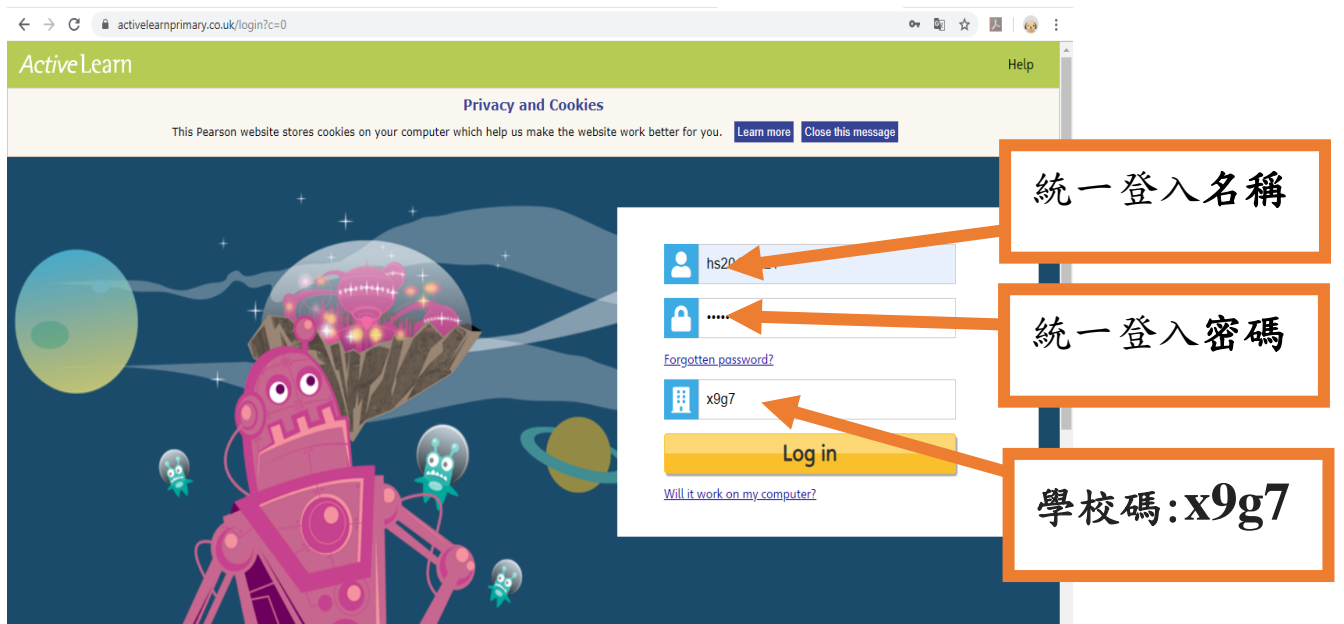 activelearnprimary.co.uk/login?c=0
ActiveLearn
Help
Privacy and Cookies
This Pearson website stores cookies on your computer which help us make the website work better for you. Learn more Close this message
統一登入名稱
統一登入密碼
Forgotten password?
x9g7
Log in
學校碼:x9g7
Will it work on my computer?